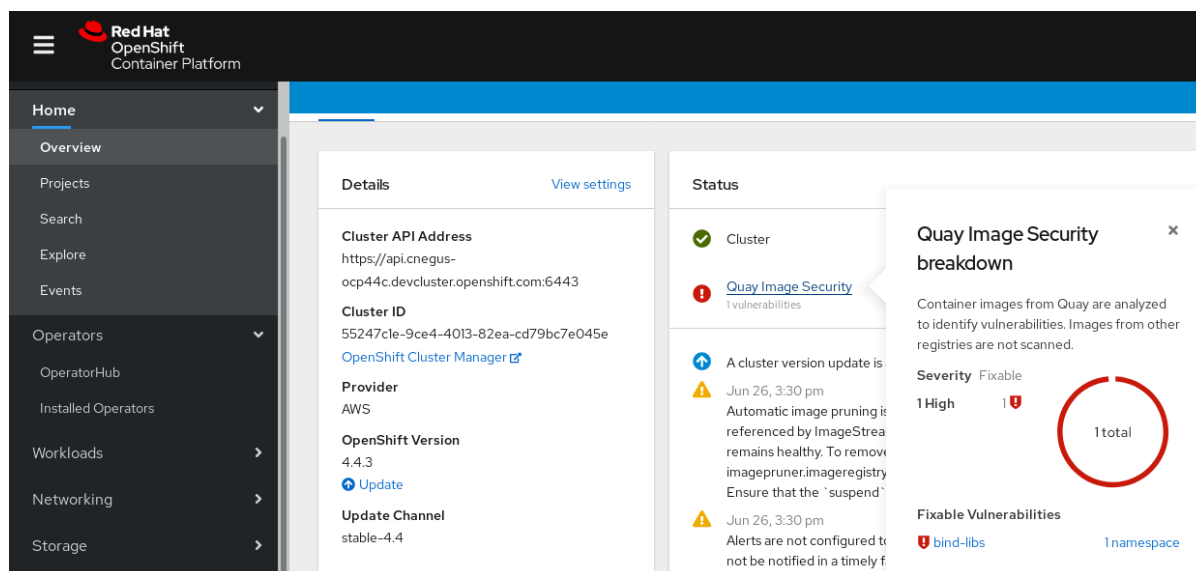 Red Hat
OpenShift
Container Platform
Home
Overview
Projects
Search
Explore
Events
Operators
OperatorHub
Installed Operators
Workloads
Networking
Storage
Details
View settings
Cluster API Address
https://api.cnegus-
ocp44c.devcluster.openshift.com:6443
Cluster ID
55247c1e-9ce4-4013-82ea-cd79bc7e045e
OpenShift Cluster Manager
Provider
AWS
OpenShift Version
4.4.3
Update
Update Channel
stable-4.4
Status
Cluster
Quay Image Security
1 vulnerabilities
A cluster version update is
Jun 26, 3:30 pm
Automatic image pruning is
referenced by ImageStrea
remains healthy. To remove
imagepruner.imageregistry
Ensure that the `suspend`
Jun 26, 3:30 pm
Alerts are not configured to
not be notified in a timely f
Quay Image Security
breakdown
Container images from Quay are analyzed
to identify vulnerabilities. Images from other
registries are not scanned.
Severity Fixable
1 High 1
1 total
Fixable Vulnerabilities
bind-libs 1 namespace